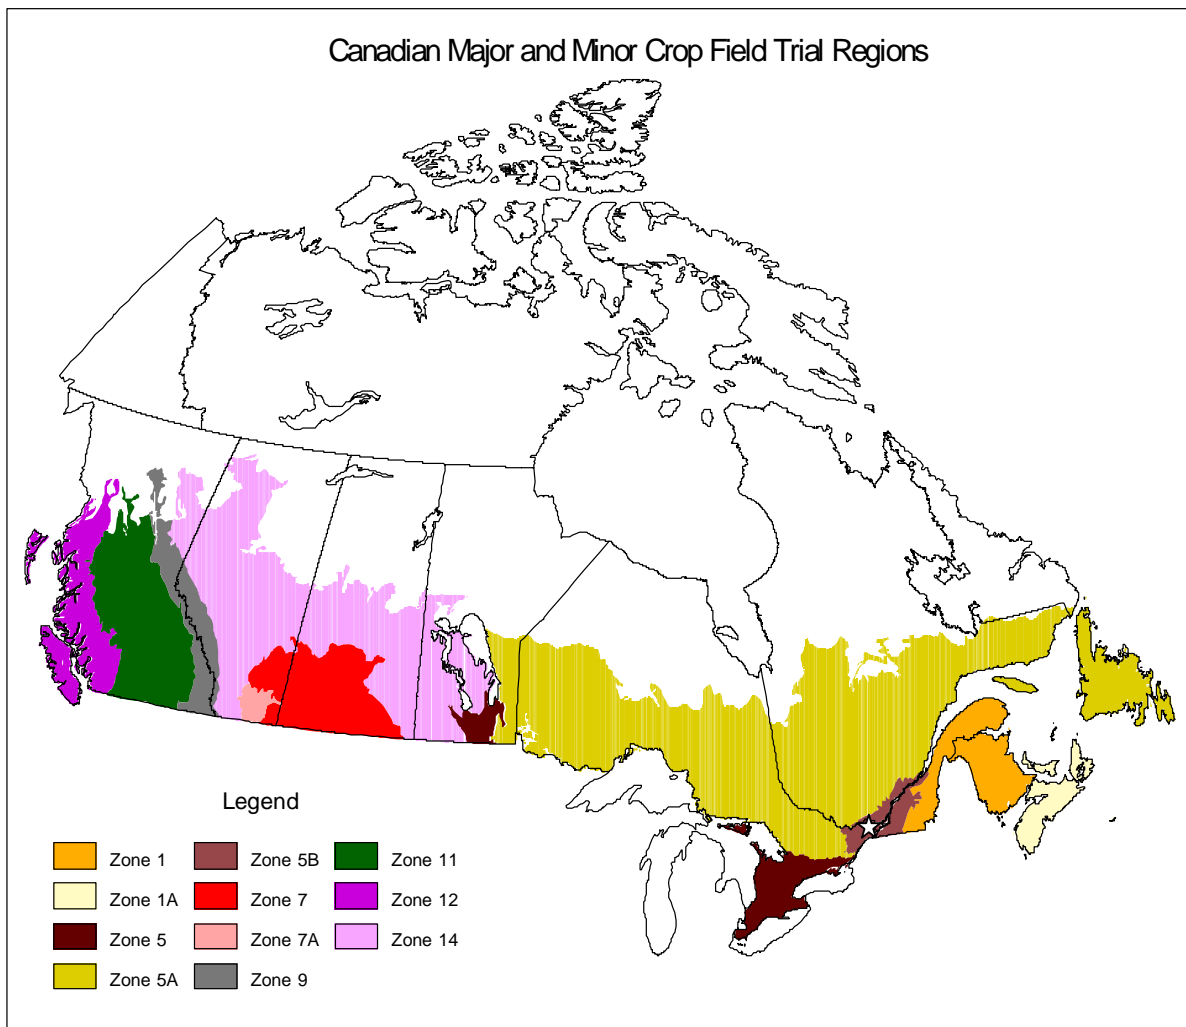 Canadian Major and Minor Crop Field Trial Regions
Legend
Zone 1
Zone 1A
Zone 5
Zone 5A
Zone 5B
Zone 7
Zone 7A
Zone 9
Zone 11
Zone 12
Zone 14